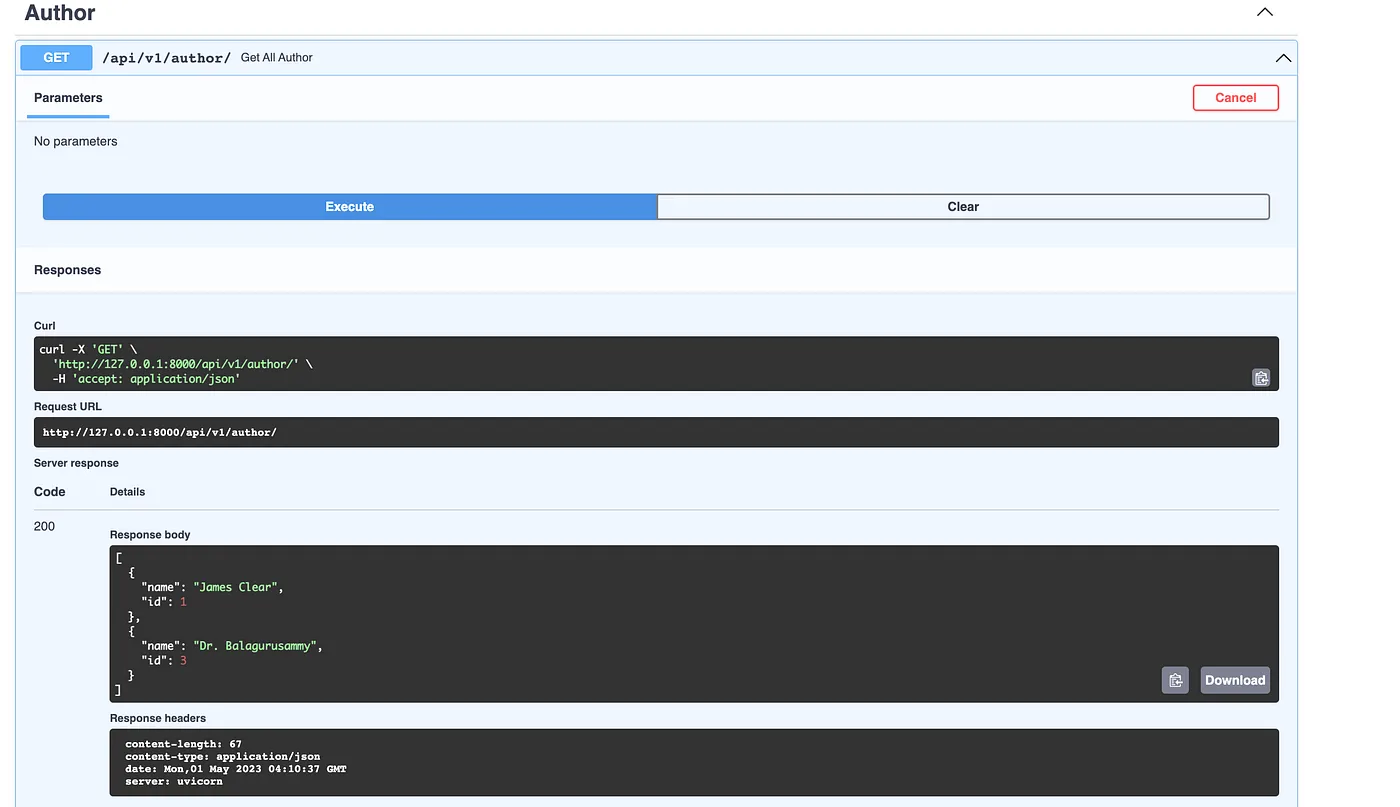 Author
GET /api/v1/author/ Get All Author
Parameters
Cancel
No parameters
Execute
Clear
Responses
Curl
curl -X 'GET' \
  'http://127.0.0.1:8000/api/v1/author/' \
  -H 'accept: application/json'
Request URL
http://127.0.0.1:8000/api/v1/author/
Server response
Code Details
200
Response body
[
  {
    "name": "James Clear",
    "id": 1
  },
  {
    "name": "Dr. Balagurusammy",
    "id": 3
  }
]
Download
Response headers
content-length: 67
content-type: application/json
date: Mon,01 May 2023 04:10:37 GMT
server: uvicorn